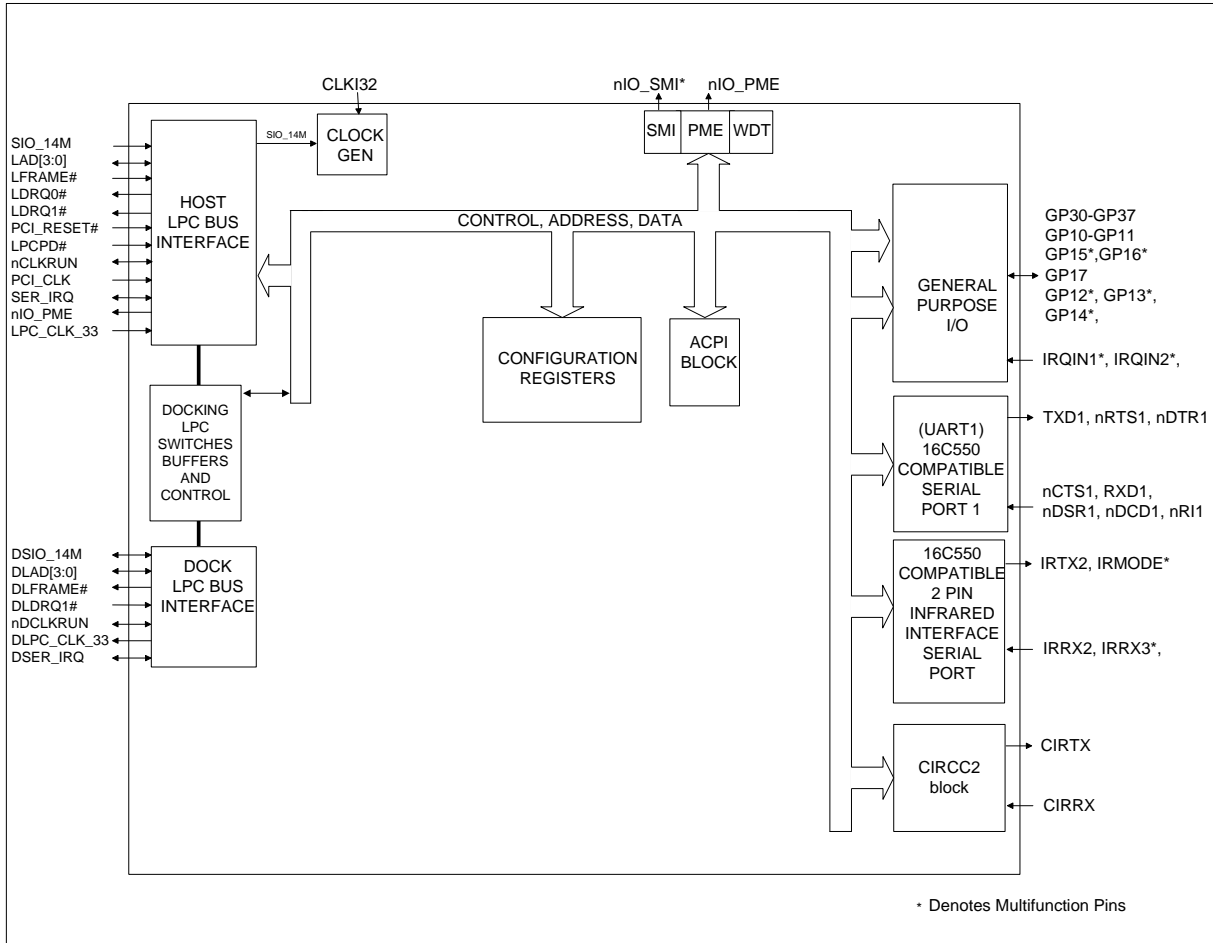 CLKI32
nIO_SMI*
nIO_PME
SIO_14M
LAD[3:0]
LFRAME#
LDRQ0#
LDRQ1#
PCI_RESET#
LPCPD#
nCLKRUN
PCI_CLK
SER_IRQ
nIO_PME
LPC_CLK_33
HOST
LPC BUS
INTERFACE
SIO_14M
CLOCK
GEN
SMI
PME
WDT
CONTROL, ADDRESS, DATA
CONFIGURATION
REGISTERS
ACPI
BLOCK
GENERAL
PURPOSE
I/O
GP30-GP37
GP10-GP11
GP15*,GP16*
GP17
GP12*, GP13*,
GP14*,
IRQIN1*, IRQIN2*,
DOCKING
LPC
SWITCHES
BUFFERS
AND
CONTROL
(UART1)
16C550
COMPATIBLE
SERIAL
PORT 1
TXD1, nRTS1, nDTR1
nCTS1, RXD1,
nDSR1, nDCD1, nRI1
DSIO_14M
DLAD[3:0]
DLFRAME#
DLDRQ1#
nDCLKRUN
DLPC_CLK_33
DSER_IRQ
DOCK
LPC BUS
INTERFACE
16C550
COMPATIBLE
2 PIN
INFRARED
INTERFACE
SERIAL
PORT
IRTX2, IRMODE*
IRRX2, IRRX3*,
CIRCC2
block
CIRTX
CIRRX
* Denotes Multifunction Pins